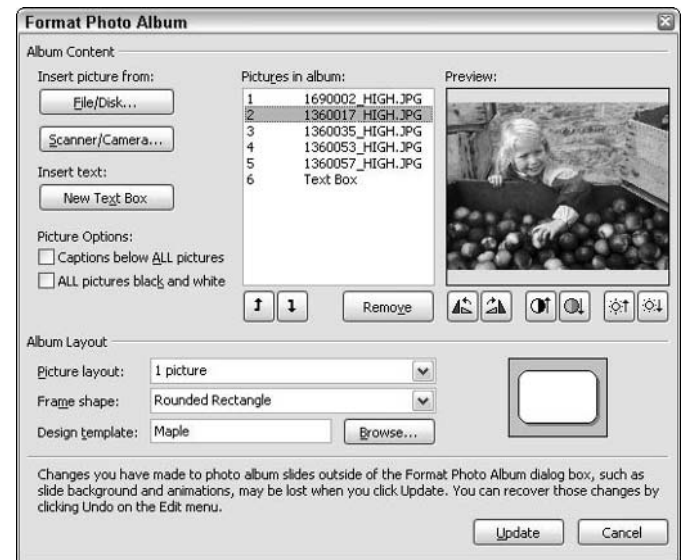 Format Photo Album
Album Content
Insert picture from:
File/Disk...
Scanner/Camera...
Insert text:
New Text Box
Picture Options:
Captions below ALL pictures
ALL pictures black and white
Pictures in album:
1 1690002_HIGH.JPG
2 1360017_HIGH.JPG
3 1360035_HIGH.JPG
4 1360053_HIGH.JPG
5 1360057_HIGH.JPG
6 Text Box
Remove
Preview:
Album Layout
Picture layout: 1 picture
Frame shape: Rounded Rectangle
Design template: Maple Browse...
Changes you have made to photo album slides outside of the Format Photo Album dialog box, such as
slide background and animations, may be lost when you click Update. You can recover those changes by
clicking Undo on the Edit menu.
Update Cancel